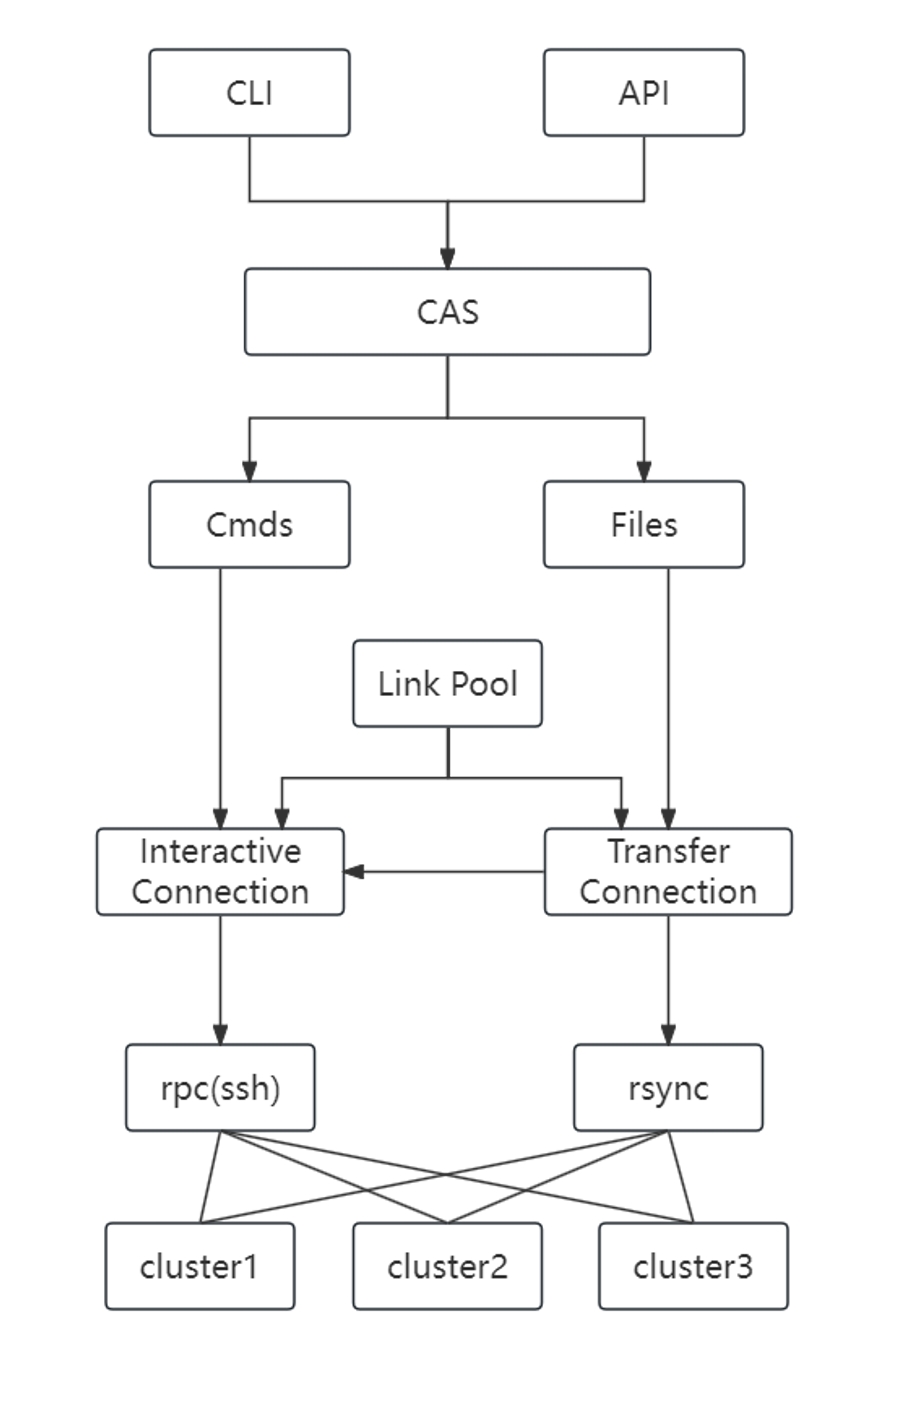 CLI
API
CAS
Cmds
Files
Link Pool
Interactive
Connection
Transfer
Connection
rpc(ssh)
rsync
cluster1
cluster2
cluster3